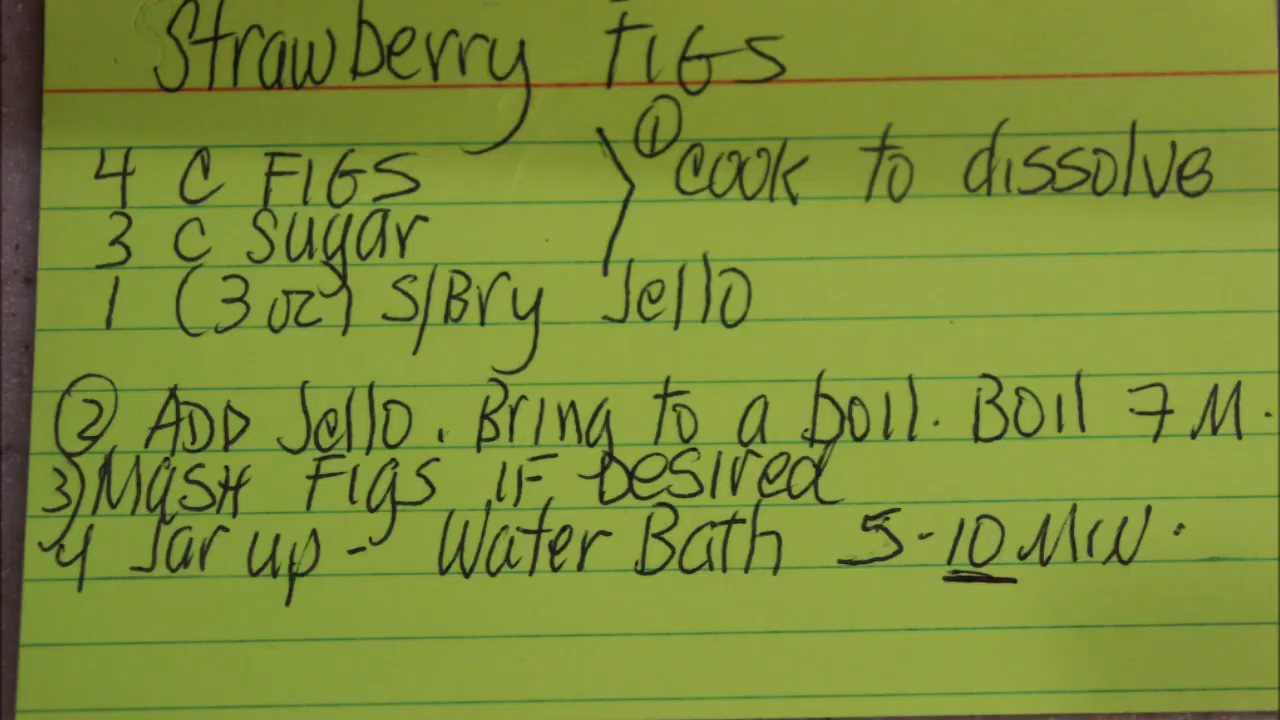 Strawberry FIGS
4 C FIGS
3 C Sugar
① Cook to dissolve
1 (3 oz) S/Bry Jello
② ADD Jello. Bring to a boil. BOIl 7 M.
3) MASH Figs IF DESIRED
4 Jar up - Water Bath 5-10 MIN.